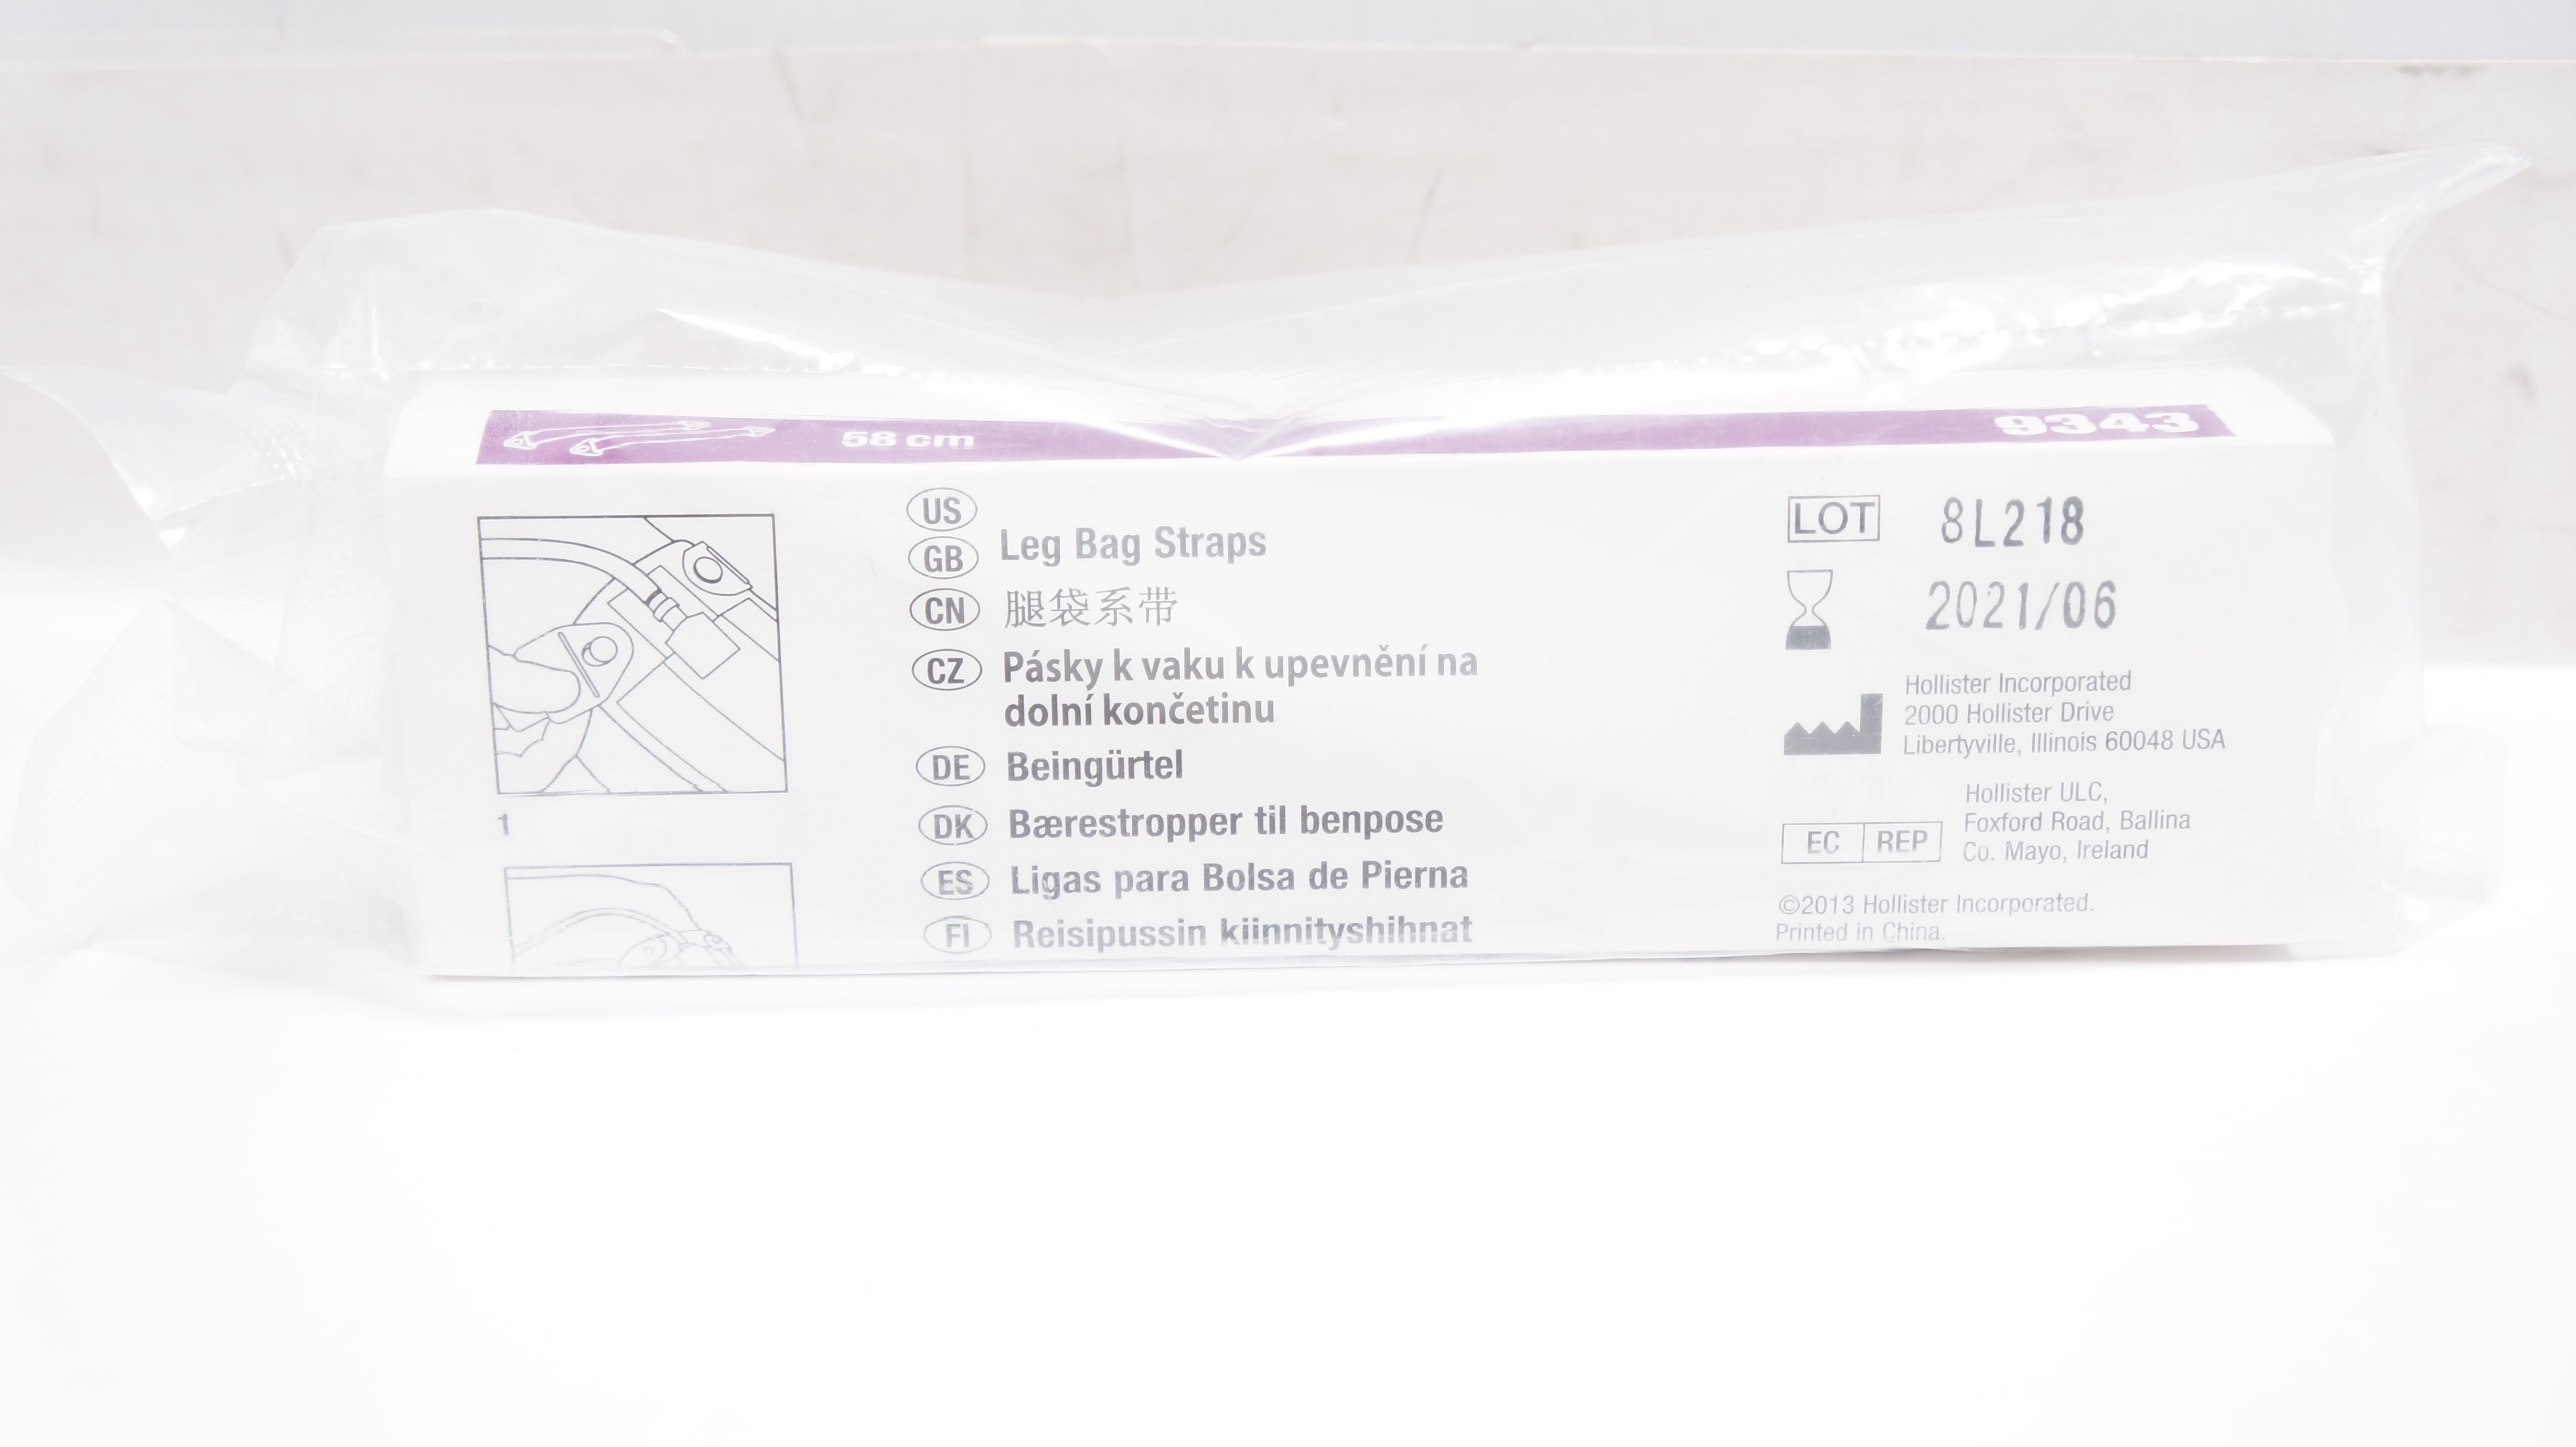 58 cm
9343
US
GB
Leg Bag Straps
CN 腿袋系带
CZ Pásky k vaku k upevnění na
dolní končetinu
DE Beingürtel
DK Bærestropper til benpose
ES Ligas para Bolsa de Pierna
FI Reisipussin kiinnityshihnat
1
LOT 8L218
2021/06
Hollister Incorporated
2000 Hollister Drive
Libertyville, Illinois 60048 USA
EC REP
Hollister ULC,
Foxford Road, Ballina
Co. Mayo, Ireland
©2013 Hollister Incorporated.
Printed in China.